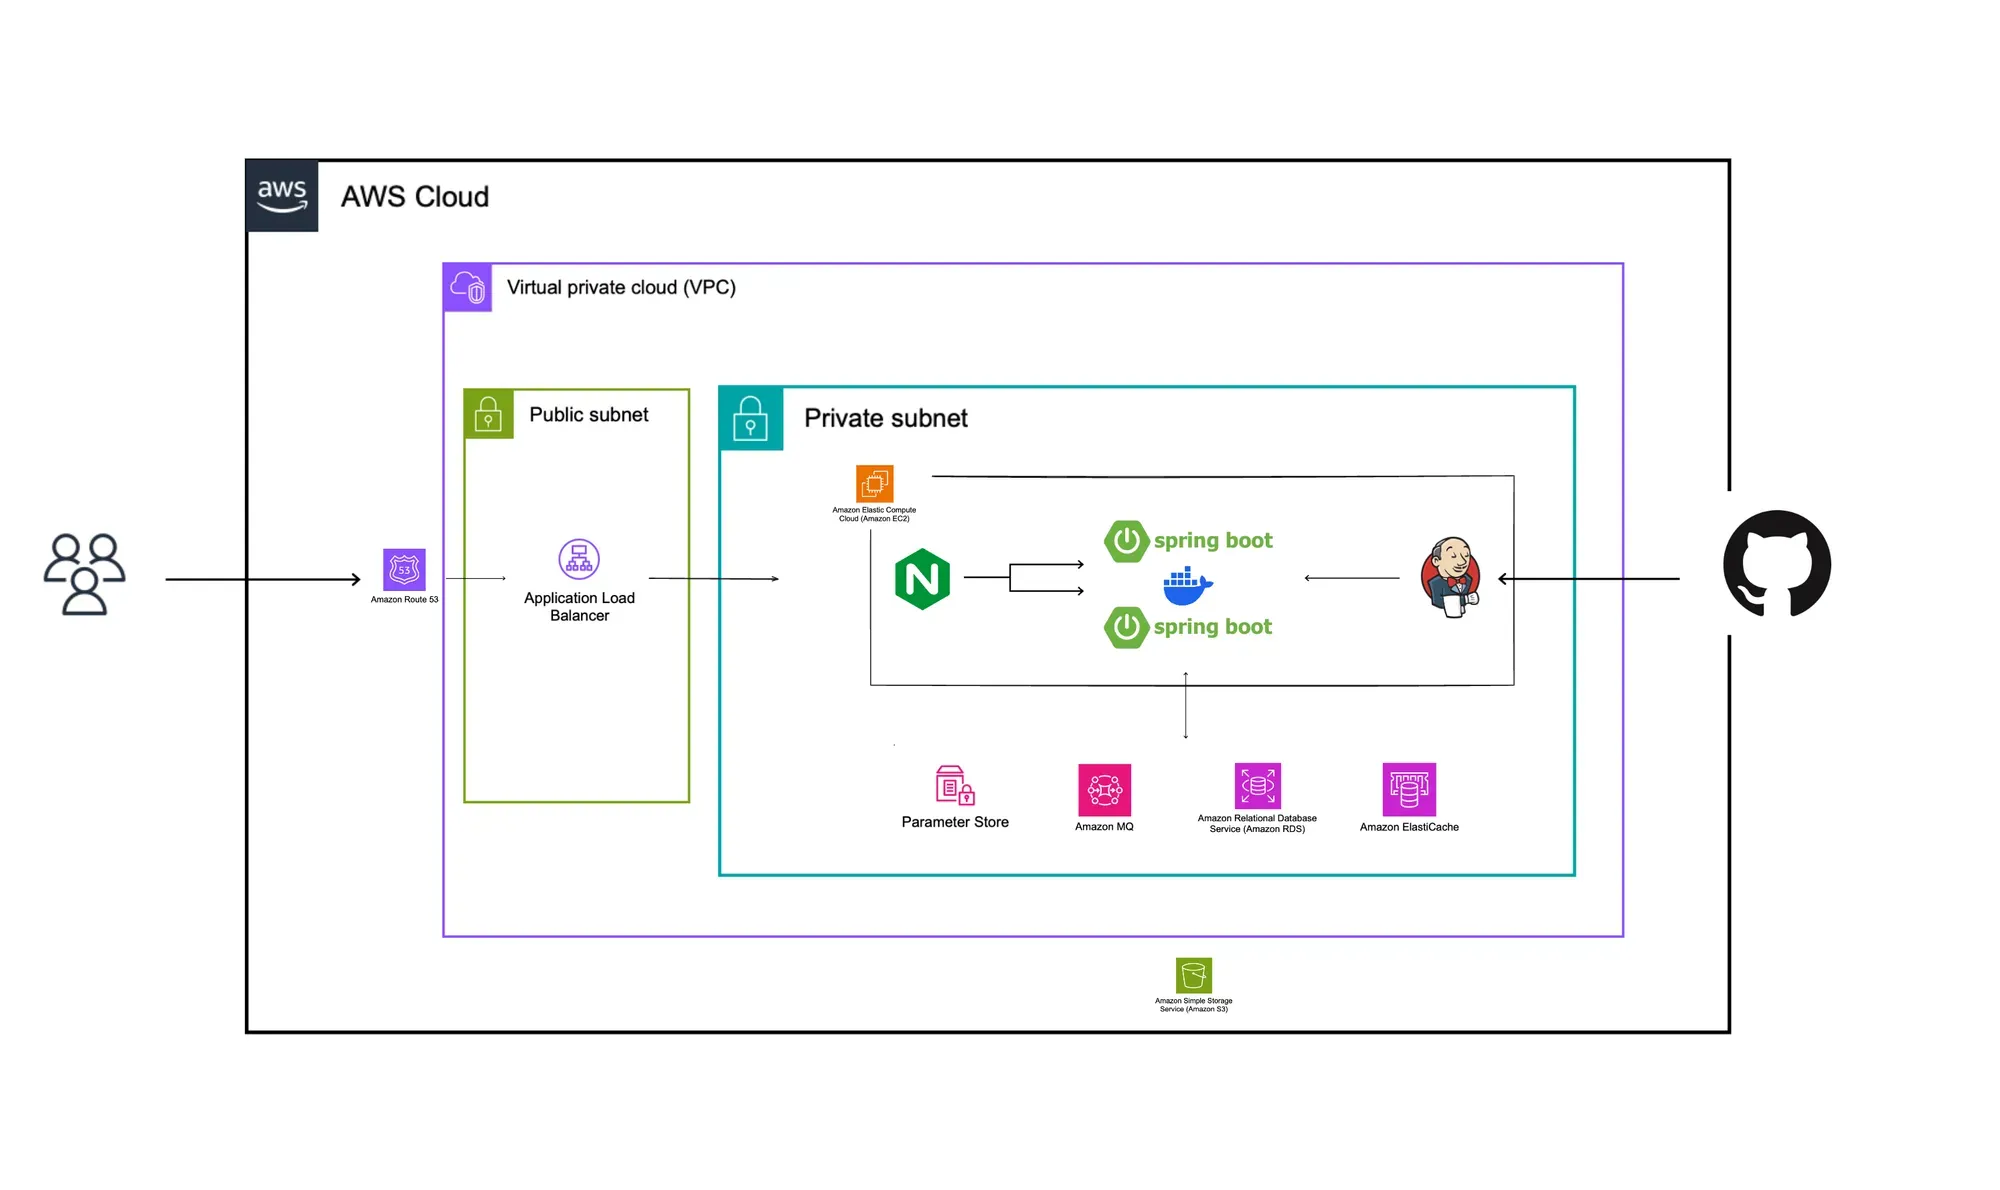 aws
AWS Cloud
Virtual private cloud (VPC)
Public subnet
Private subnet
Amazon Elastic Compute
Cloud (Amazon EC2)
spring boot
53
Amazon Route 53
Application Load
Balancer
N
spring boot
Parameter Store
Amazon MQ
Amazon Relational Database
Service (Amazon RDS)
Amazon ElastiCache
Amazon Simple Storage
Service (Amazon S3)